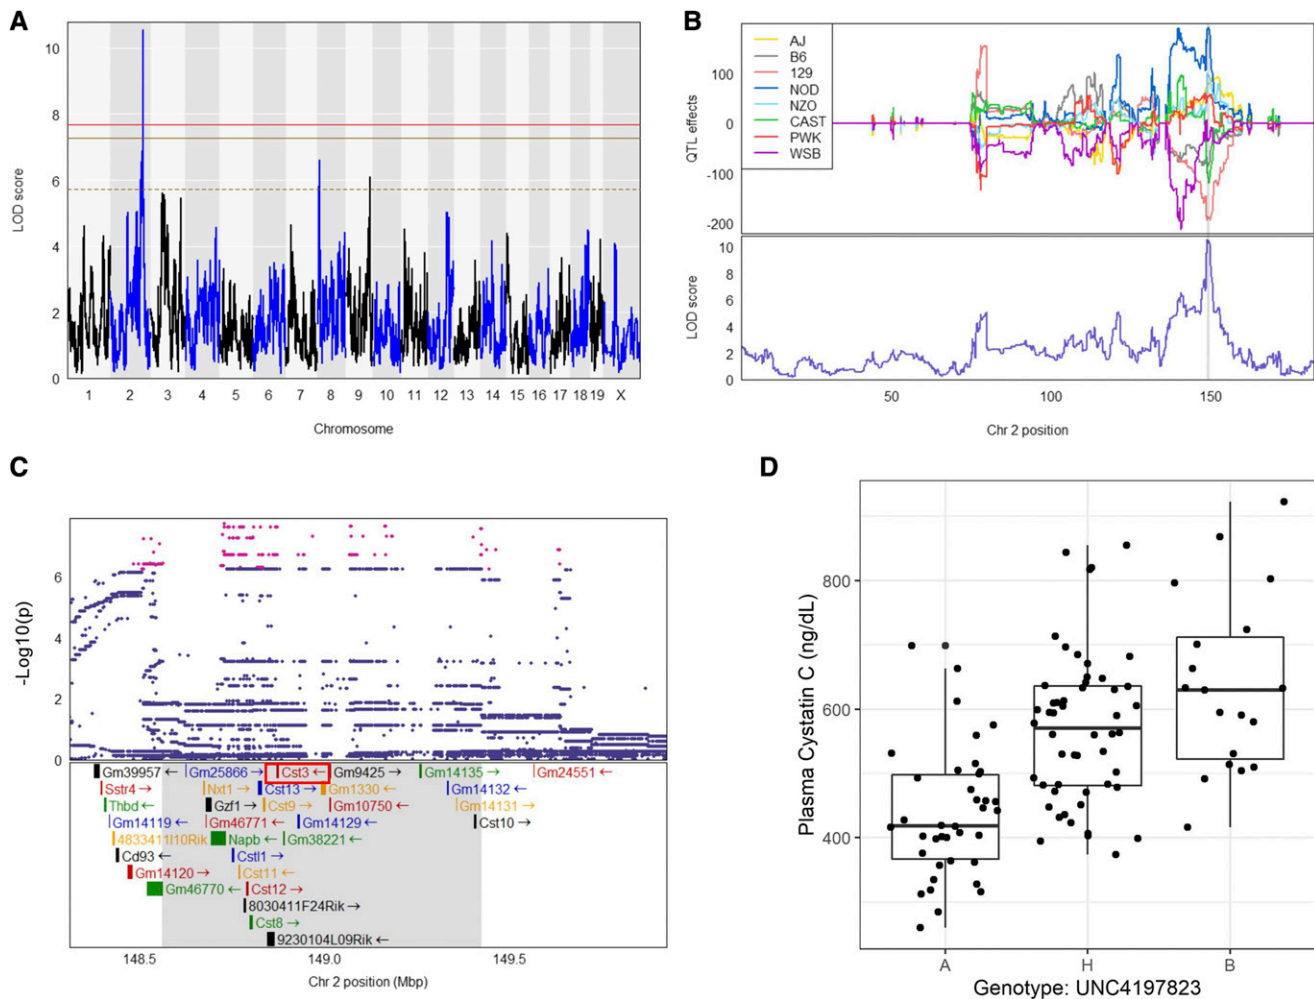 A
10
8
6
4
2
0
LOD score
1 2 3 4 5 6 7 8 9 10 11 12 13 14 15 16 17 18 19 X
Chromosome
B
AJ
B6
129
NOD
NZO
CAST
PWK
WSB
100
0
-100
-200
QTL effects
10
8
6
4
2
0
LOD score
50 100 150
Chr 2 position
C
6
4
2
0
-Log10(p)
Gm39957 ← Gm25866 → Cst3 ← Gm9425 ← Gm14135 ← Gm24551 ←
Sstr4 → Nxt1 → Cst13 → Gm1330 ← Gm14132 ←
Thbd ← Gzf1 → Cst9 ← Gm10750 ← Gm14131 →
Gm14119 ← Gm46771 ← Gm14129 ← Cst10 ←
4833411I10Rik Napb ← Gm38221 ←
Cd93 ← Cstl1 →
Gm14120 → Cst11 ←
Gm46770 ← Cst12 →
8030411F24Rik →
Cst8 →
9230104L09Rik ←
148.5 149.0 149.5
Chr 2 position (Mbp)
D
800
600
400
Plasma Cystatin C (ng/dL)
A H B
Genotype: UNC4197823